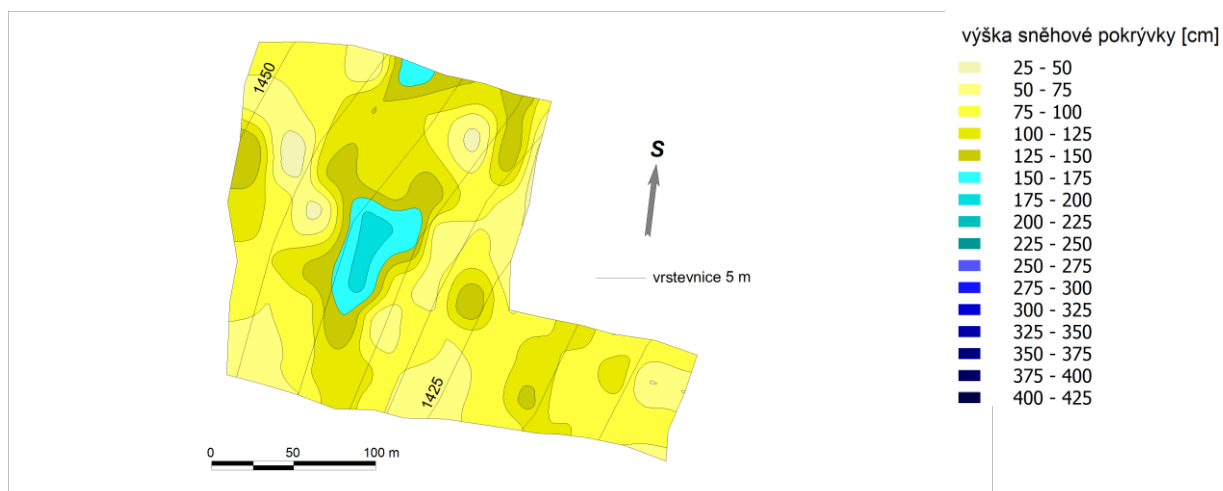 1450
1425
S
vrstevnice 5 m
0 50 100 m
výška sněhové pokrývky [cm]
25 - 50
50 - 75
75 - 100
100 - 125
125 - 150
150 - 175
175 - 200
200 - 225
225 - 250
250 - 275
275 - 300
300 - 325
325 - 350
350 - 375
375 - 400
400 - 425